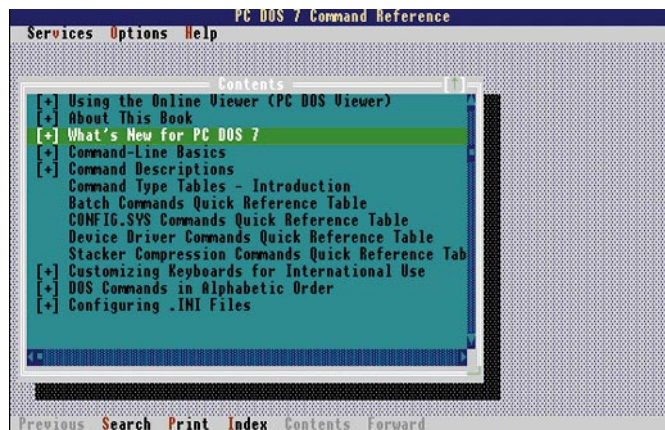 PC DOS 7 Command Reference
Services Options Help
Contents [↑]
[+] Using the Online Viewer (PC DOS Viewer)
[+] About This Book
[+] What's New for PC DOS 7
[+] Command-Line Basics
[+] Command Descriptions
Command Type Tables - Introduction
Batch Commands Quick Reference Table
CONFIG.SYS Commands Quick Reference Table
Device Driver Commands Quick Reference Table
Stacker Compression Commands Quick Reference Tab
[+] Customizing Keyboards for International Use
[+] DOS Commands in Alphabetic Order
[+] Configuring .INI Files
Previous Search Print Index Contents Forward